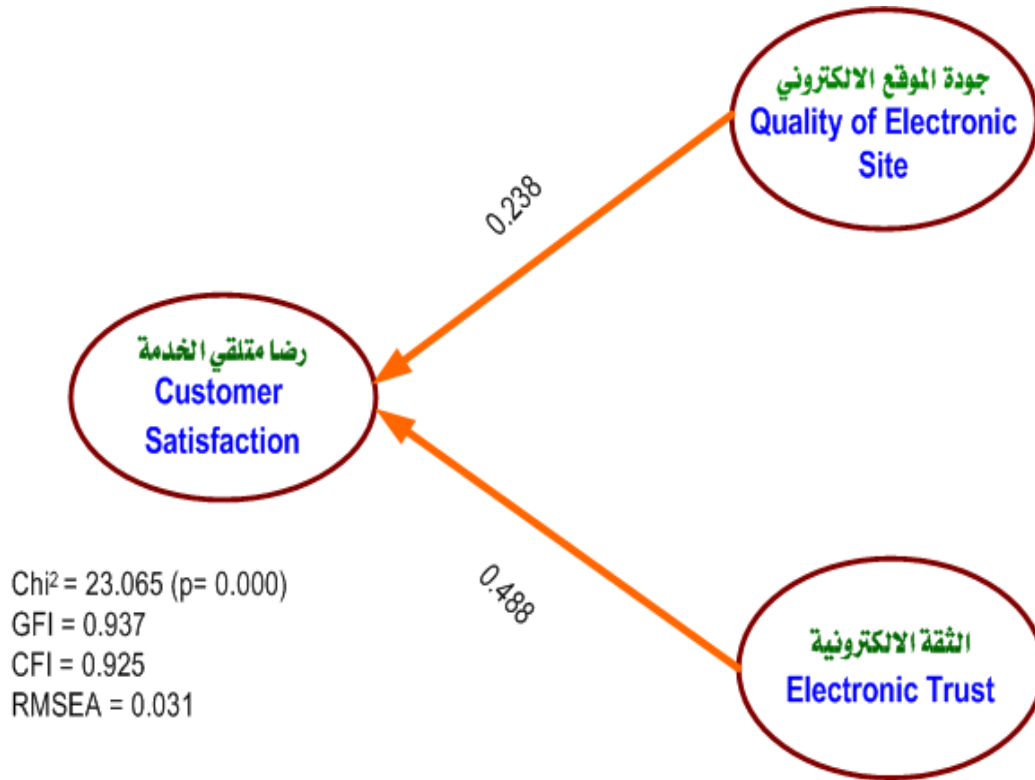 جودة الموقع الالكتروني
Quality of Electronic
Site
0.238
رضا متلقي الخدمة
Customer
Satisfaction
0.488
الثقة الالكترونية
Electronic Trust
Chi² = 23.065 (p= 0.000)
GFI = 0.937
CFI = 0.925
RMSEA = 0.031